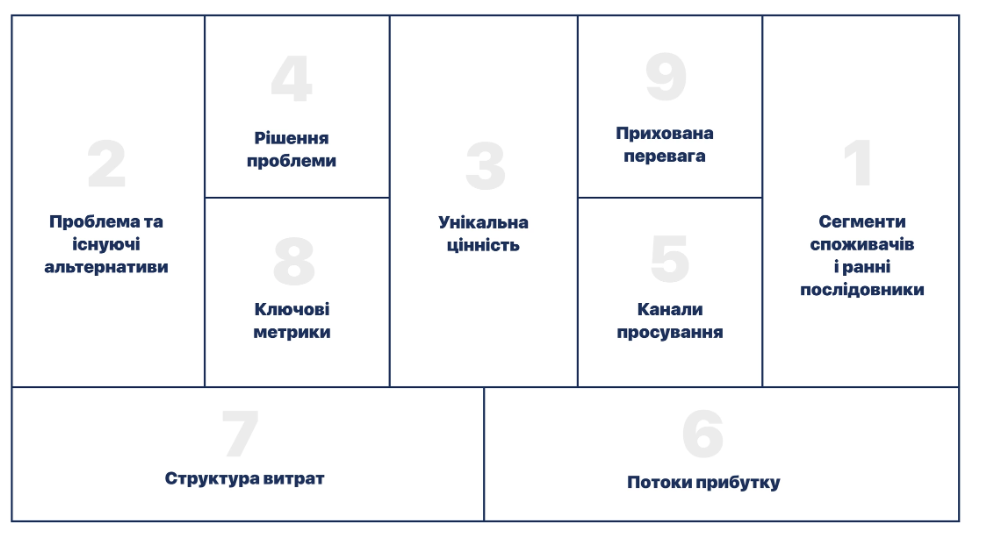 2
Проблема та
існуючі
альтернативи
4
Рішення
проблеми
8
Ключові
метрики
3
Унікальна
цінність
9
Прихована
перевага
5
Канали
просування
1
Сегменти
споживачів
і ранні
послідовники
7
Структура витрат
6
Потоки прибутку